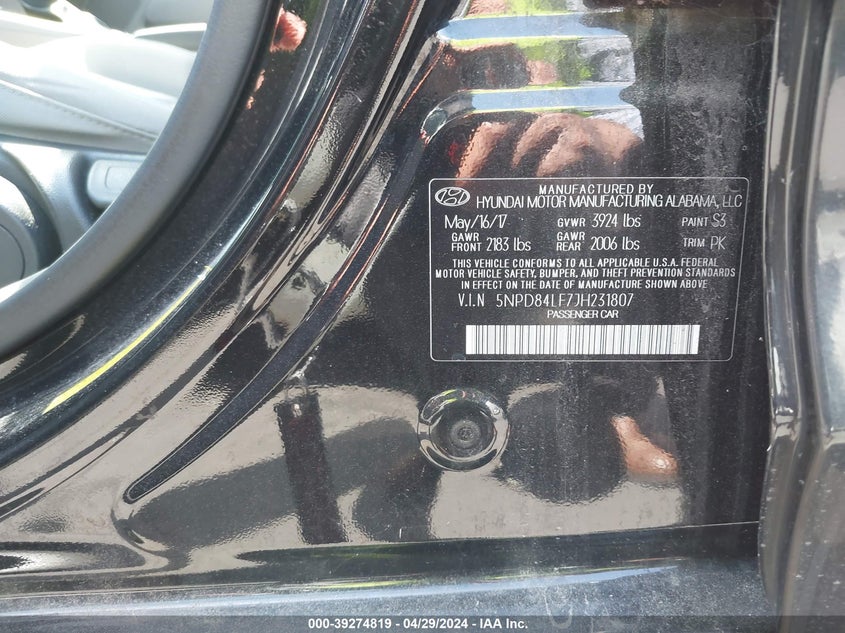 MANUFACTURED BY
HYUNDAI MOTOR MANUFACTURING ALABAMA, LLC
May/16/17 GVWR 3924 lbs PAINT S3
GAWR FRONT 2183 lbs GAWR REAR 2006 lbs TRIM PK
THIS VEHICLE CONFORMS TO ALL APPLICABLE U.S.A. FEDERAL
MOTOR VEHICLE SAFETY, BUMPER, AND THEFT PREVENTION STANDARDS
IN EFFECT ON THE DATE OF MANUFACTURE SHOWN ABOVE
V.I.N 5NPD84LF7JH231807
PASSENGER CAR
000-39274819 - 04/29/2024 - IAA Inc.